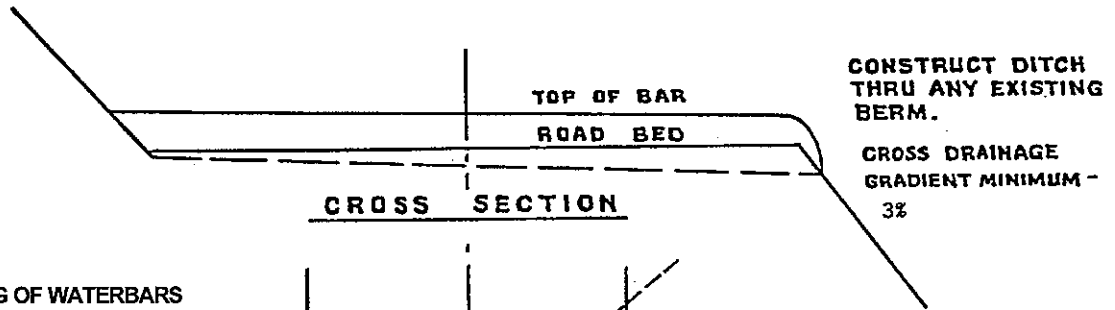 CONSTRUCT DITCH
THRU ANY EXISTING
BERM.
TOP OF BAR
ROAD BED
CROSS DRAINAGE
GRADIENT MINIMUM -
3%
CROSS SECTION
OF WATERBARS